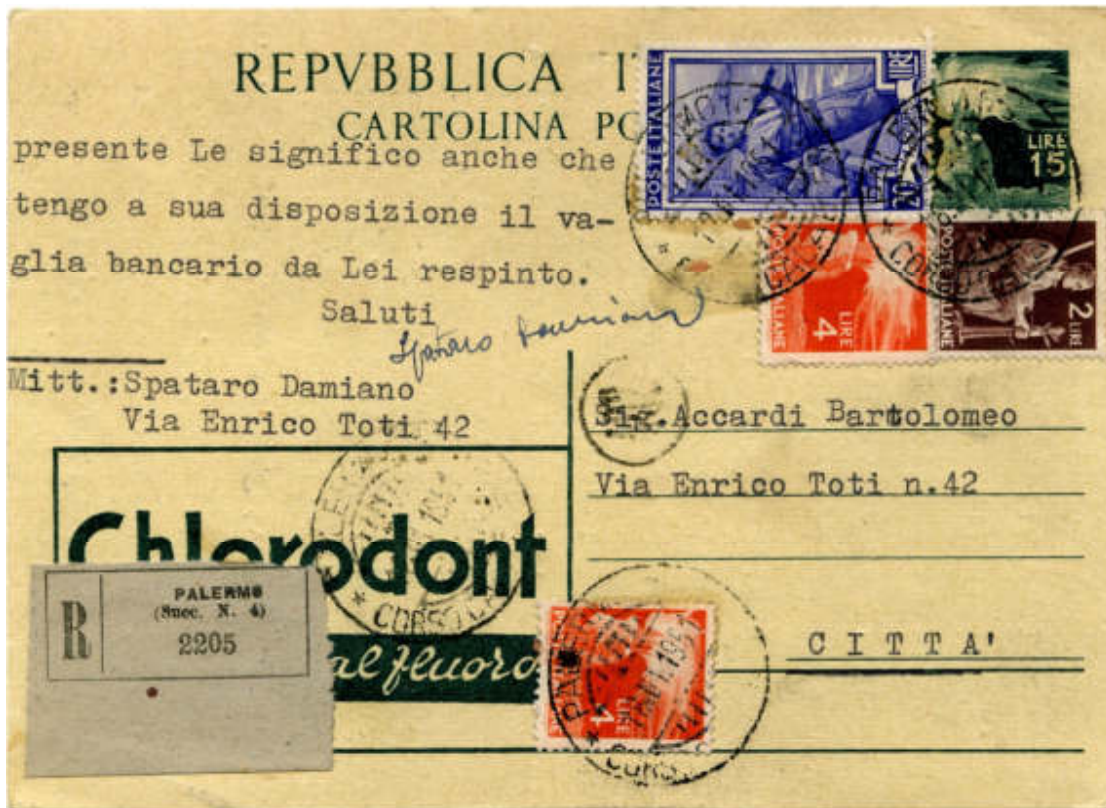 REPVBBLICA
CARTOLINA
presente Le significo anche che
tengo a sua disposizione il va-
glia bancario da Lei respinto.
Saluti
Spataro Damiano
Mitt.:Spataro Damiano
Via Enrico Toti 42
POSTE ITALIANE
20 LIRE
LIRE
15
LIRE
4
2 LIRE
Sig.Accardi Bartolomeo
Via Enrico Toti n.42
CITTA'
Chlorodont
al fluoro
R
PALERMO
(Succ. N. 4)
2205
4
LIRE